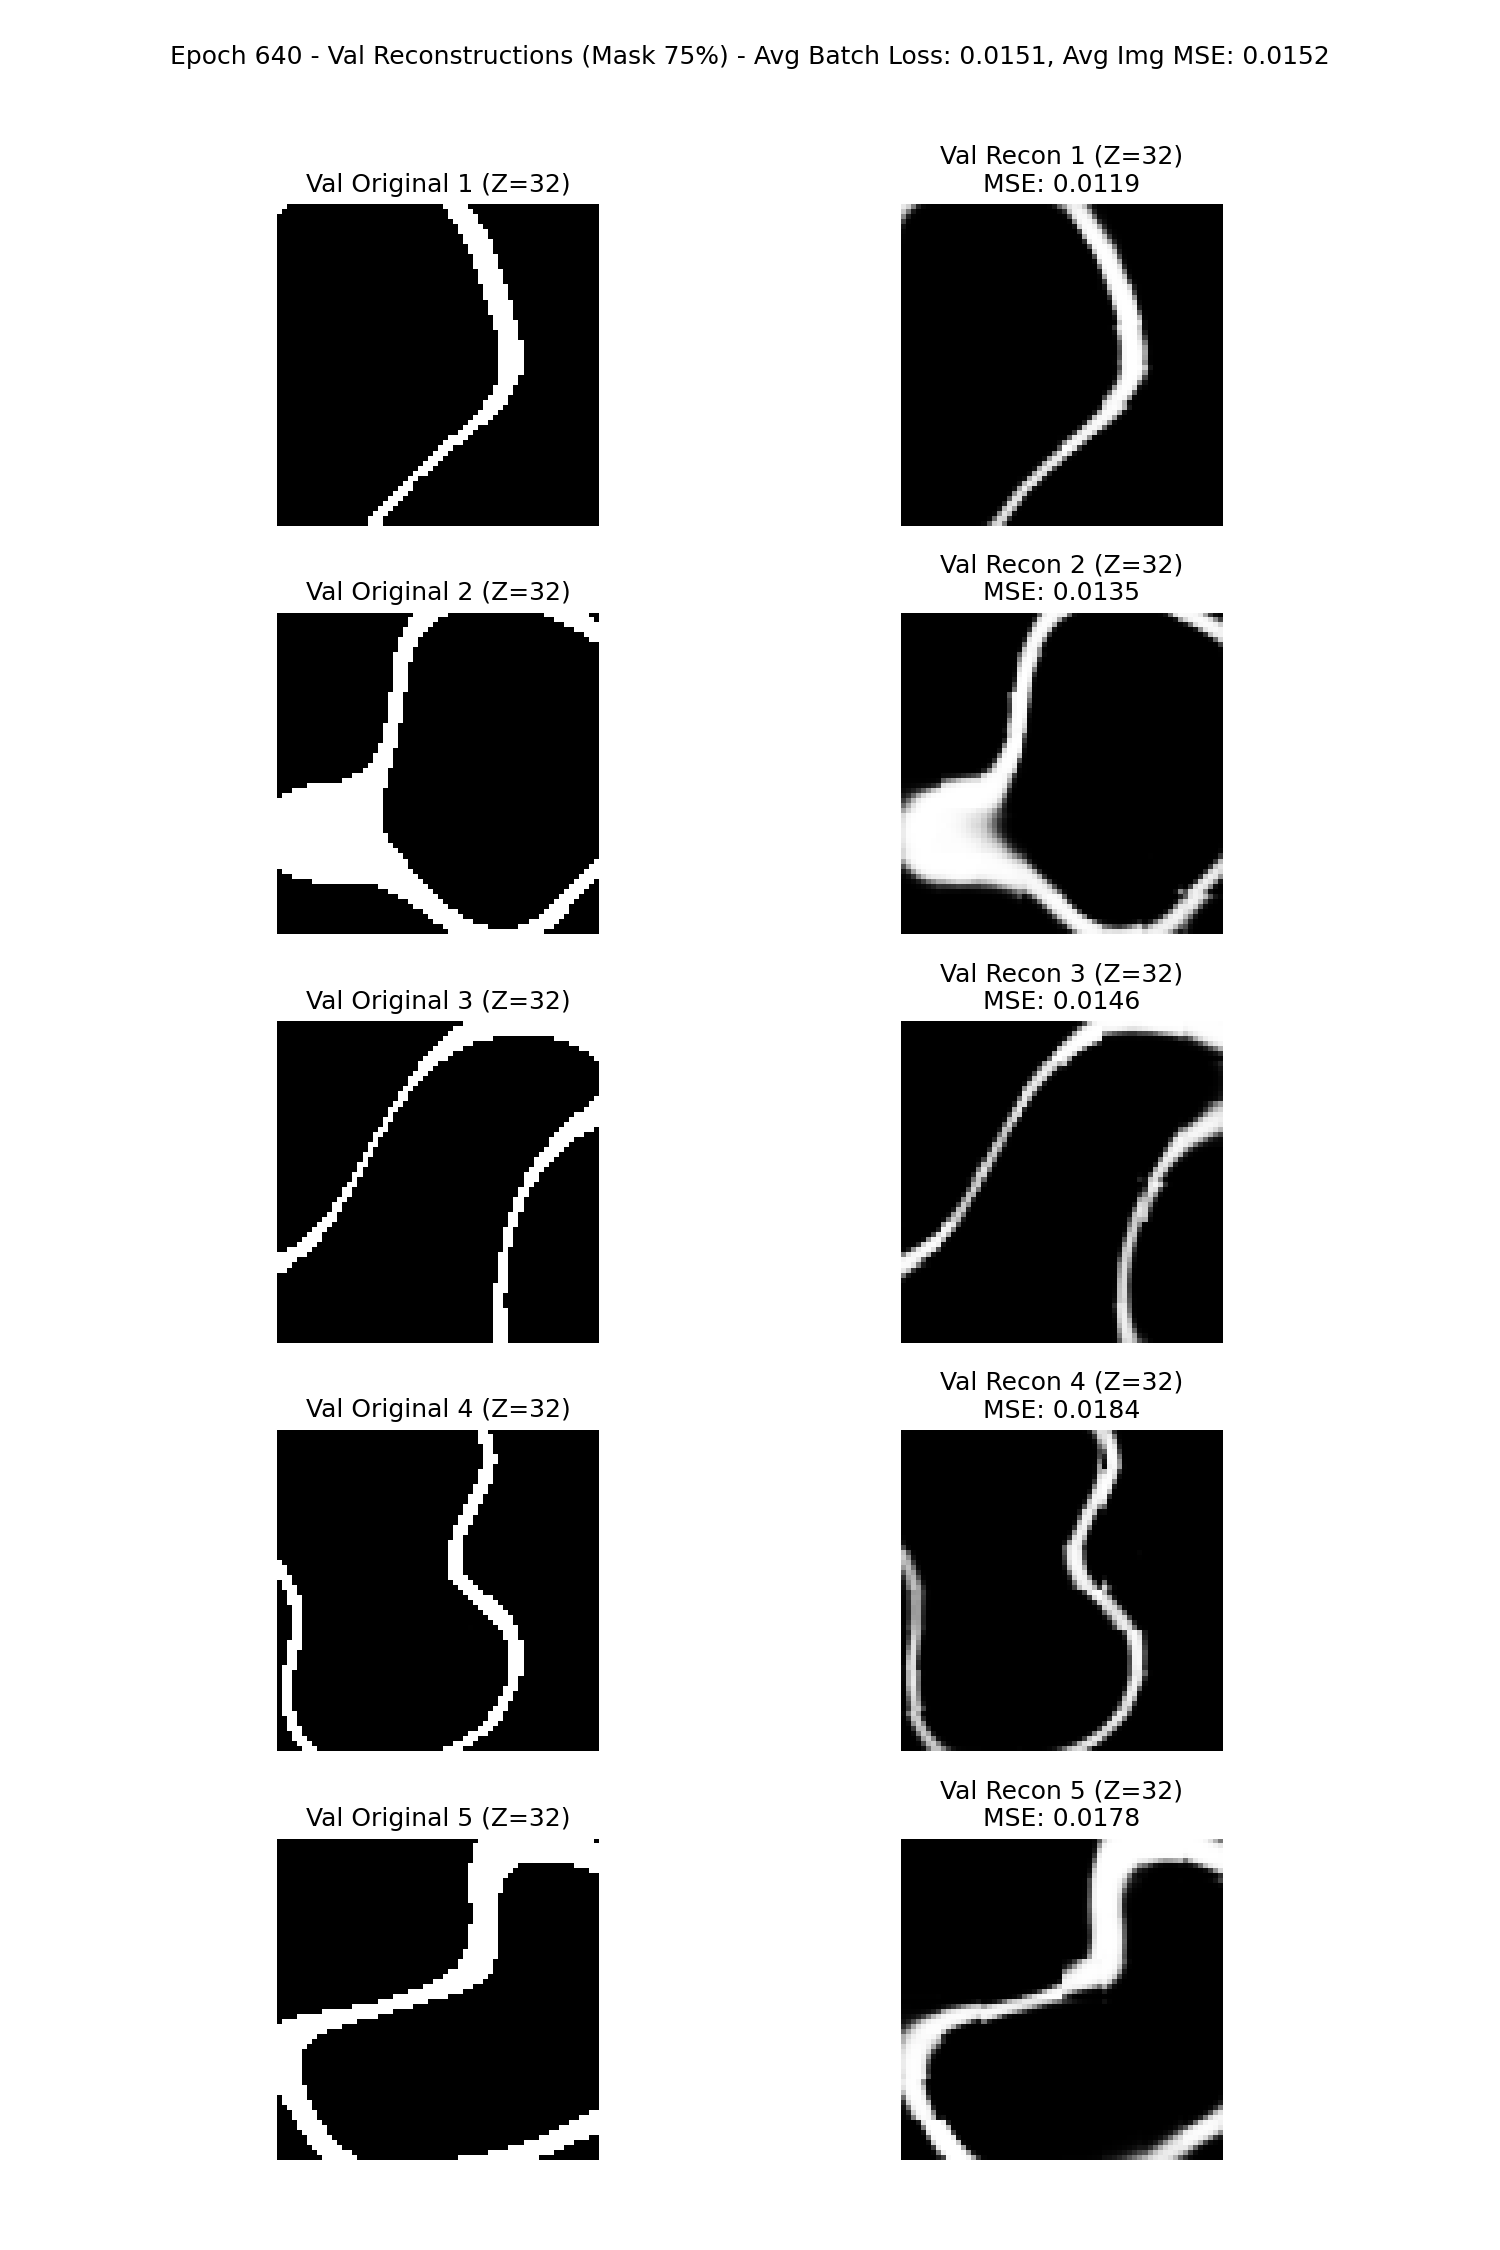 Epoch 640 - Val Reconstructions (Mask 75%) - Avg Batch Loss: 0.0151, Avg Img MSE: 0.0152
Val Original 1 (Z=32)
Val Recon 1 (Z=32)
MSE: 0.0119
Val Original 2 (Z=32)
Val Recon 2 (Z=32)
MSE: 0.0135
Val Original 3 (Z=32)
Val Recon 3 (Z=32)
MSE: 0.0146
Val Original 4 (Z=32)
Val Recon 4 (Z=32)
MSE: 0.0184
Val Original 5 (Z=32)
Val Recon 5 (Z=32)
MSE: 0.0178